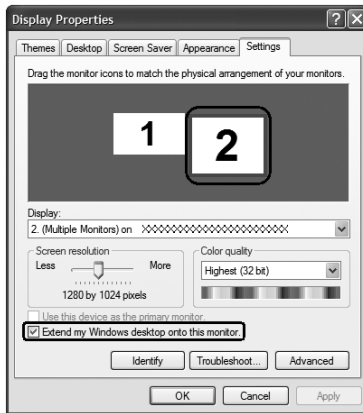 Display Properties
Themes Desktop Screen Saver Appearance Settings
Drag the monitor icons to match the physical arrangement of your monitors.
1 2
Display:
2. (Multiple Monitors) on XXXXXXXXXXXXXXXXXXXXXXX
Screen resolution
Less More
1280 by 1024 pixels
Color quality
Highest (32 bit)
Use this device as the primary monitor.
Extend my Windows desktop onto this monitor.
Identify Troubleshoot... Advanced
OK Cancel Apply